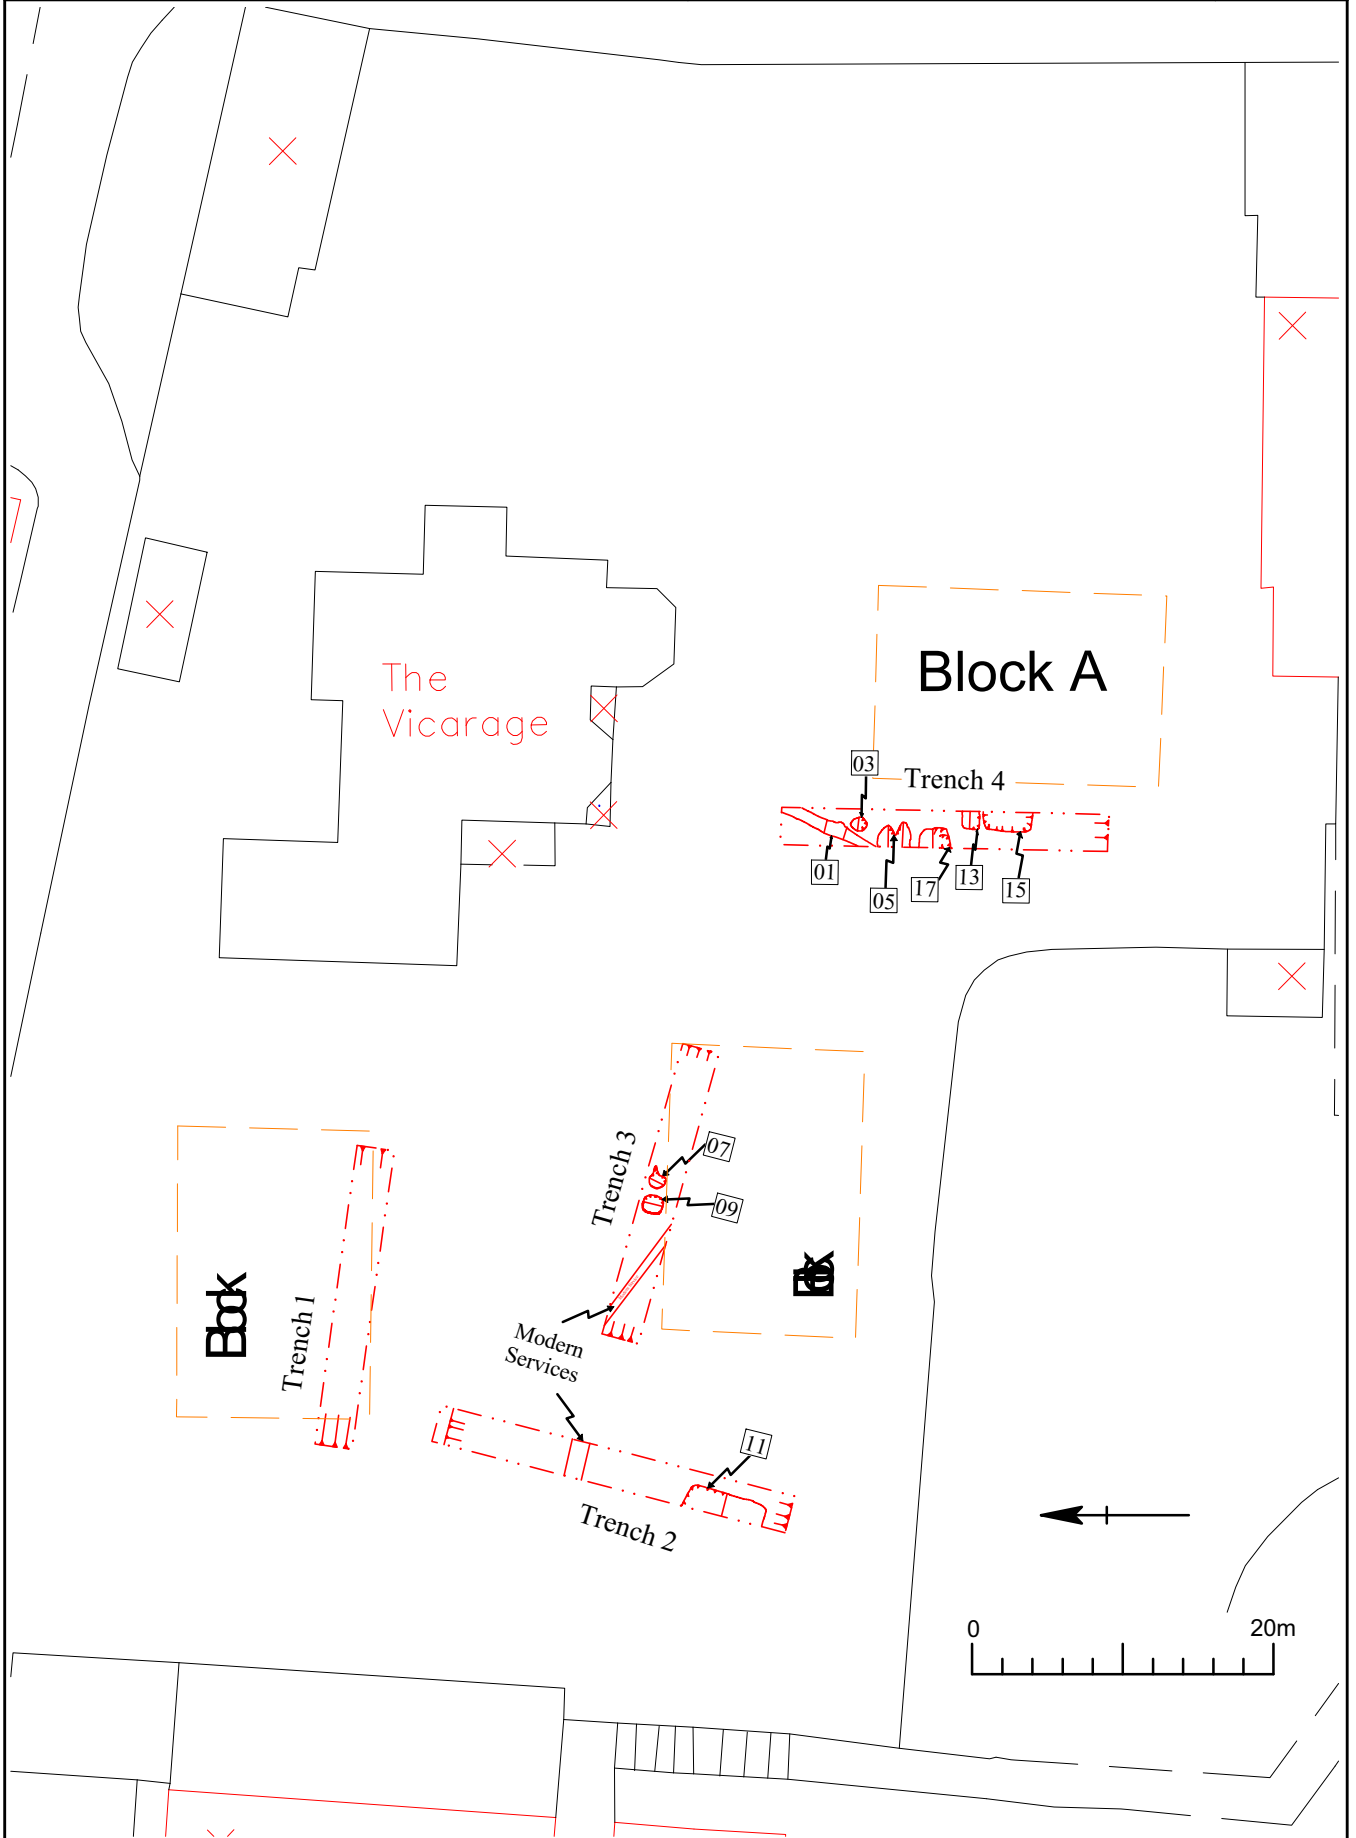 The
Vicarage
Block A
03
Trench 4
01
05
17
13
15
Trench 3
07
09
Trench 1
Modern
Services
11
Trench 2
0
20m